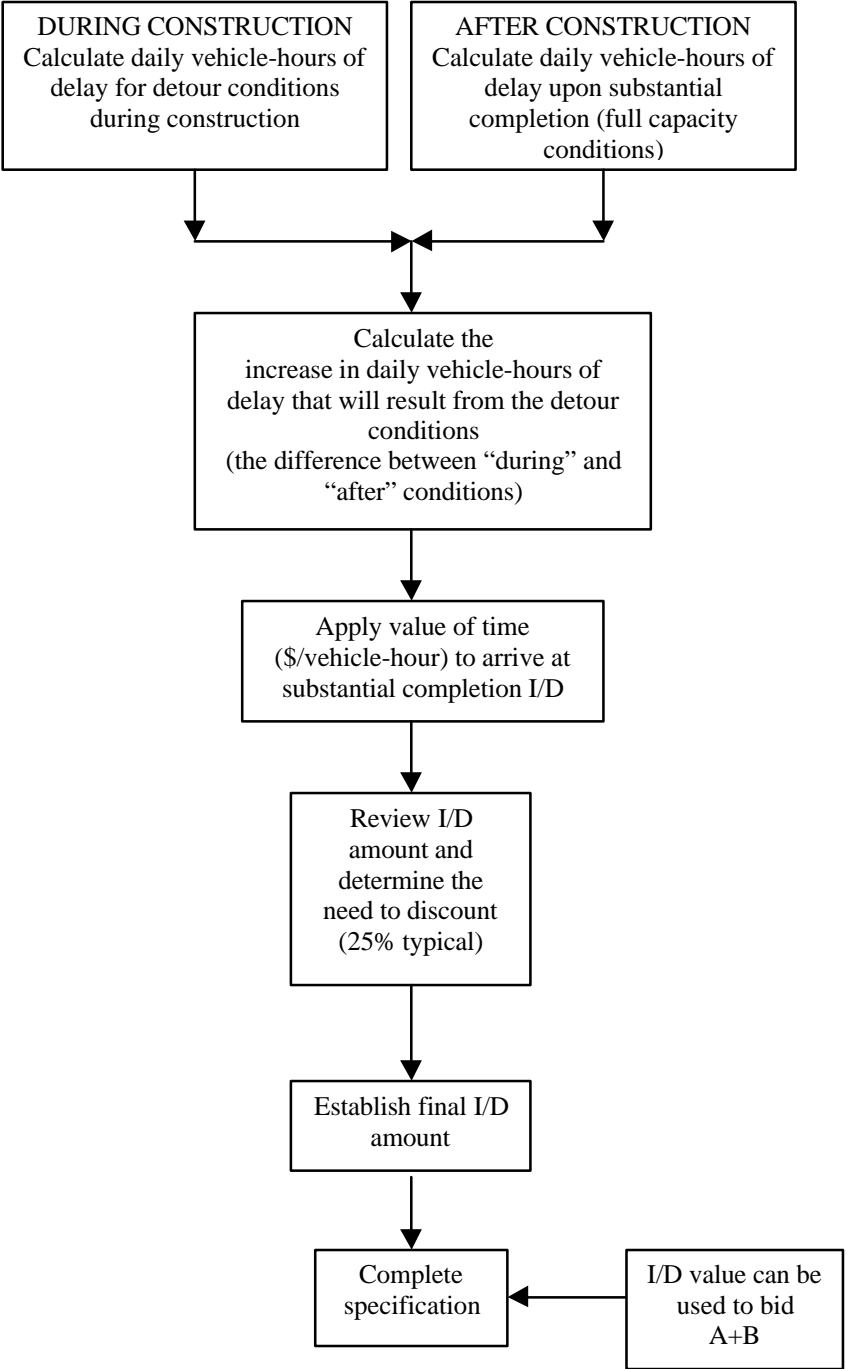 DURING CONSTRUCTION
Calculate daily vehicle-hours of
delay for detour conditions
during construction
AFTER CONSTRUCTION
Calculate daily vehicle-hours of
delay upon substantial
completion (full capacity
conditions)
Calculate the
increase in daily vehicle-hours of
delay that will result from the detour
conditions
(the difference between “during” and
“after” conditions)
Apply value of time
($/vehicle-hour) to arrive at
substantial completion I/D
Review I/D
amount and
determine the
need to discount
(25% typical)
Establish final I/D
amount
Complete
specification
I/D value can be
used to bid
A+B